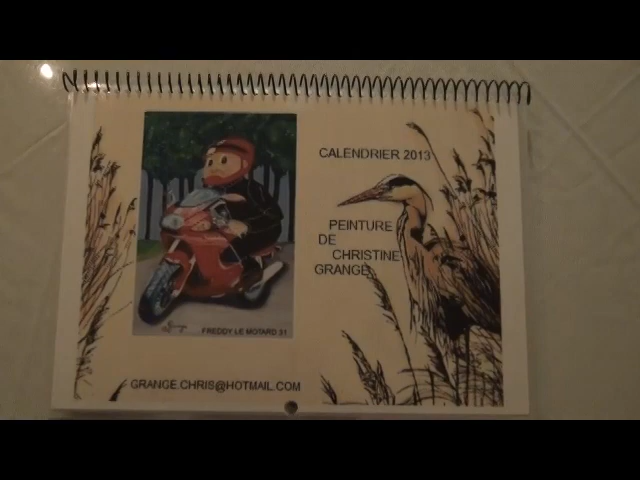 CALENDRIER 2013
PEINTURE
DE
CHRISTINE
GRANGE
FREDDY LE MOTARD 31
GRANGE.CHRIS@HOTMAIL.COM